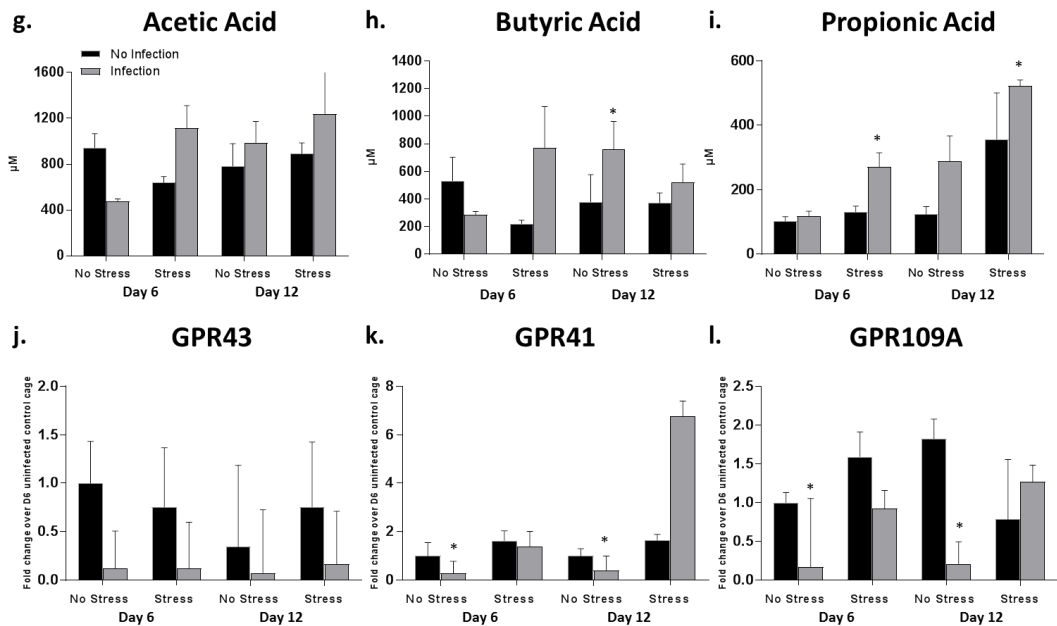 g. Acetic Acid
No Infection
Infection
1600
1200
800
400
0
µM
No Stress Stress No Stress Stress
Day 6 Day 12
h. Butyric Acid
1400
1200
1000
800
600
400
200
0
µM
No Stress Stress No Stress Stress
Day 6 Day 12
*
i. Propionic Acid
600
400
200
0
µM
No Stress Stress No Stress Stress
Day 6 Day 12
*
*
j. GPR43
2.0
1.5
1.0
0.5
0.0
Fold change over D6 uninfected control cage
No Stress Stress No Stress Stress
Day 6 Day 12
k. GPR41
8
6
4
2
0
Fold change over D6 uninfected control cage
No Stress Stress No Stress Stress
Day 6 Day 12
*
*
l. GPR109A
2.5
2.0
1.5
1.0
0.5
0.0
Fold change over D6 uninfected control cage
No Stress Stress No Stress Stress
Day 6 Day 12
*
*